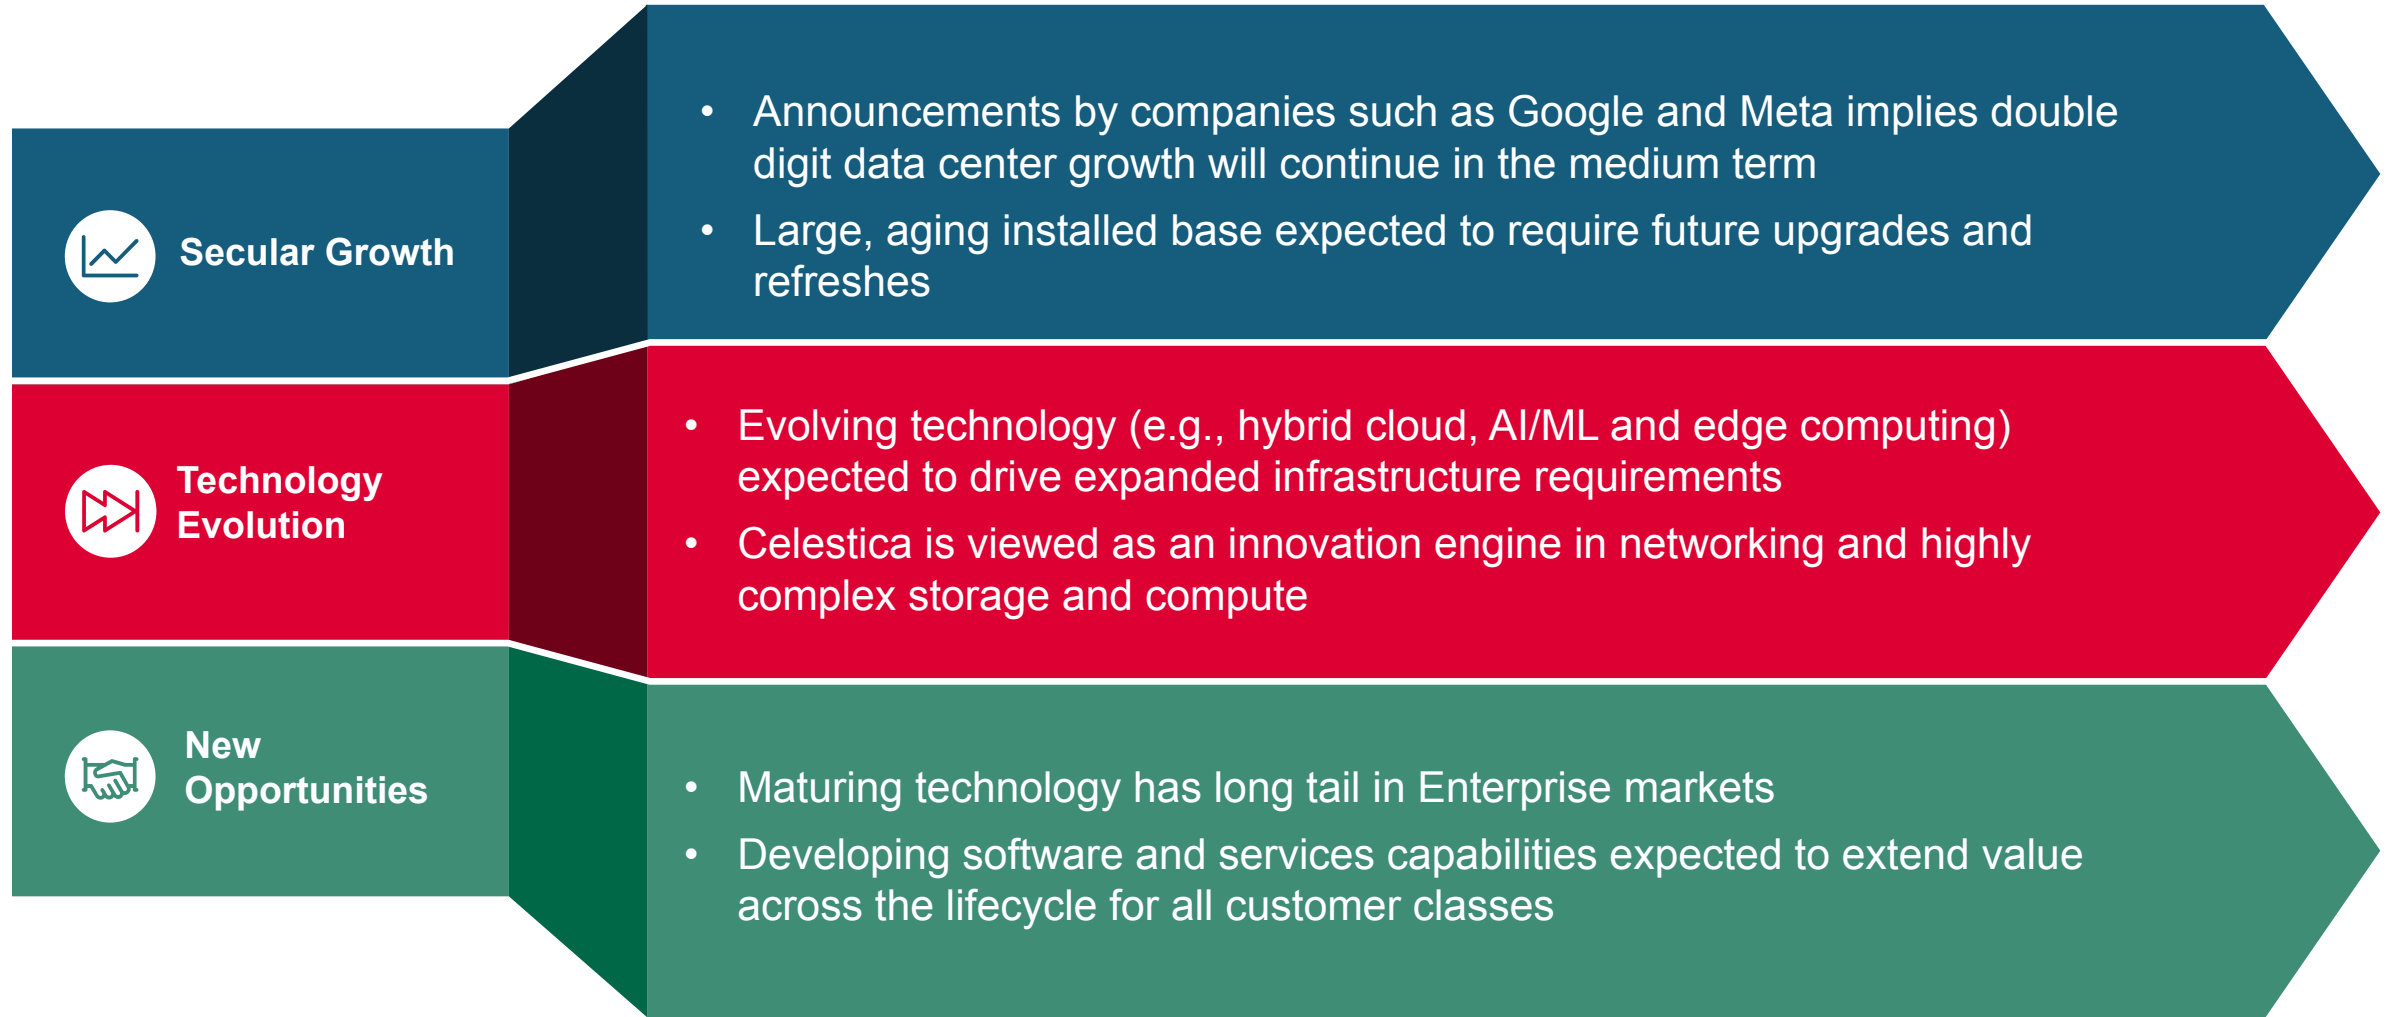 Secular Growth
• Announcements by companies such as Google and Meta implies double
digit data center growth will continue in the medium term
• Large, aging installed base expected to require future upgrades and
refreshes
Technology
Evolution
• Evolving technology (e.g., hybrid cloud, AI/ML and edge computing)
expected to drive expanded infrastructure requirements
• Celestica is viewed as an innovation engine in networking and highly
complex storage and compute
New
Opportunities
• Maturing technology has long tail in Enterprise markets
• Developing software and services capabilities expected to extend value
across the lifecycle for all customer classes